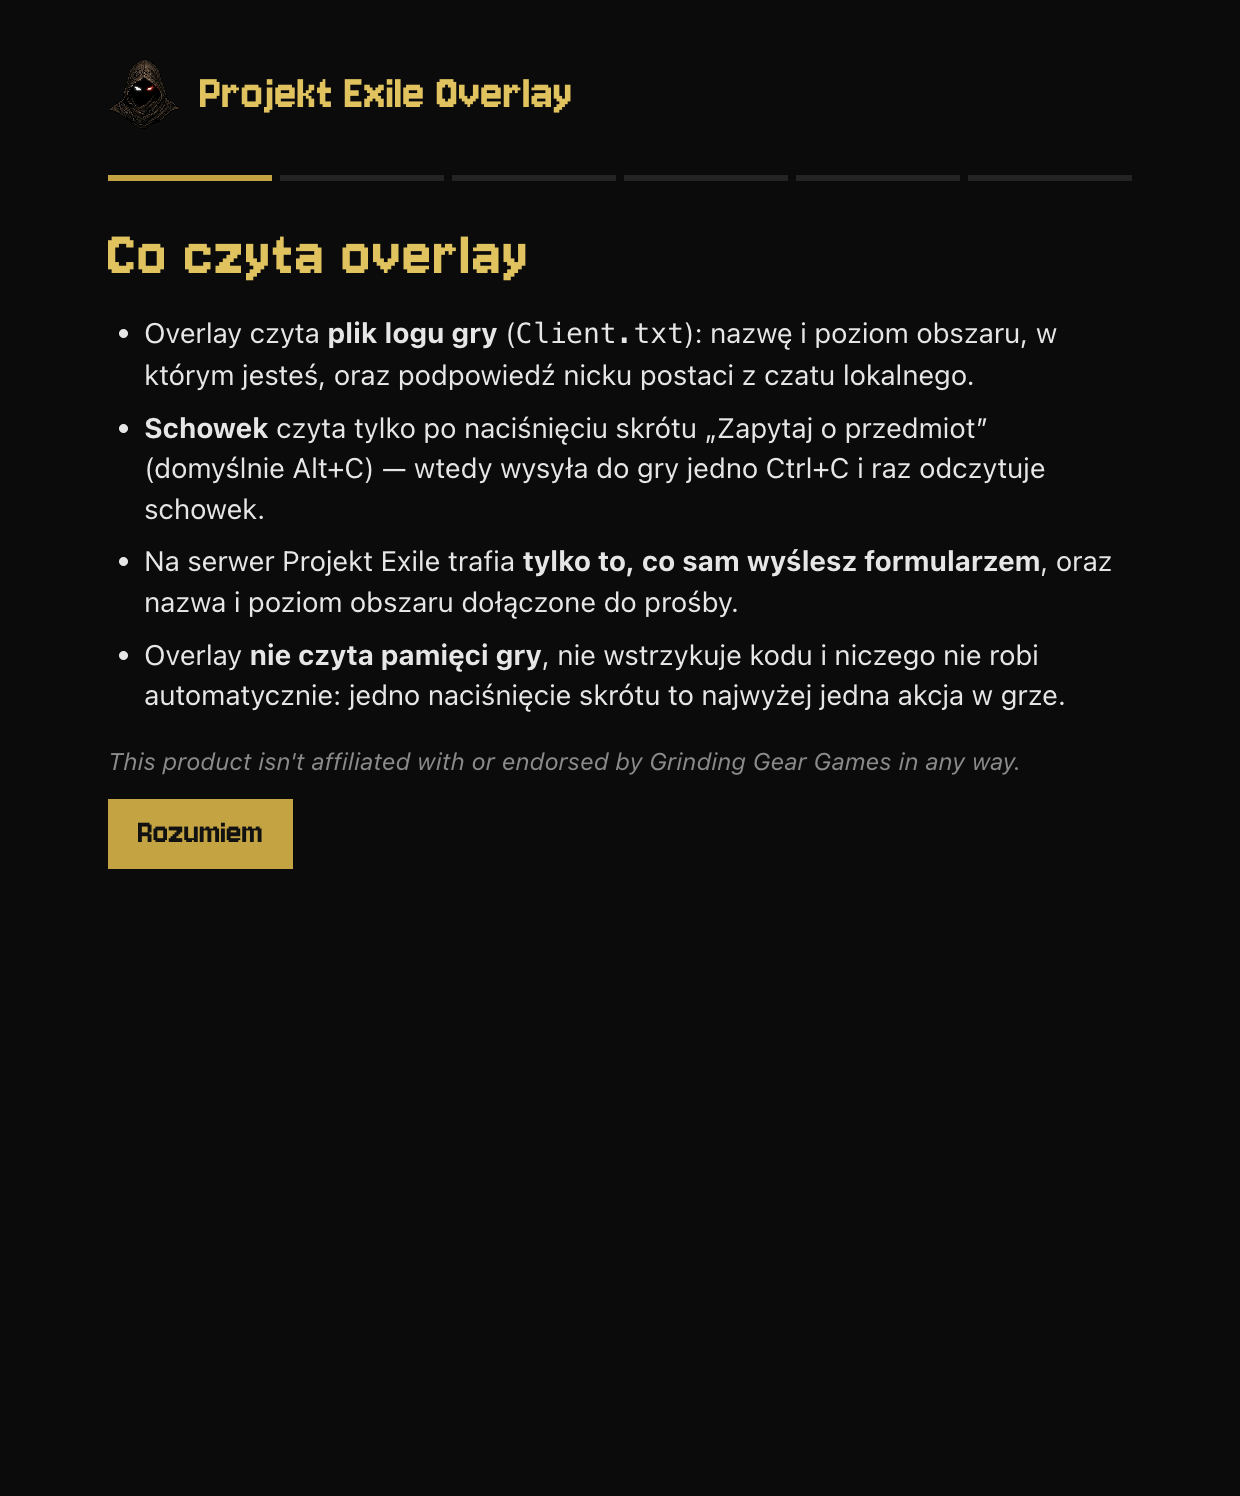 Projekt Exile Overlay
Co czyta overlay
• Overlay czyta plik logu gry (Client.txt): nazwę i poziom obszaru, w
którym jesteś, oraz podpowiedź nicku postaci z czatu lokalnego.
• Schowek czyta tylko po naciśnięciu skrótu „Zapytaj o przedmiot”
(domyślnie Alt+C) — wtedy wysyła do gry jedno Ctrl+C i raz odczytuje
schowek.
• Na serwer Projekt Exile trafia tylko to, co sam wyślesz formularzem, oraz
nazwa i poziom obszaru dołączone do prośby.
• Overlay nie czyta pamięci gry, nie wstrzykuje kodu i niczego nie robi
automatycznie: jedno naciśnięcie skrótu to najwyżej jedna akcja w grze.
This product isn't affiliated with or endorsed by Grinding Gear Games in any way.
Rozumiem